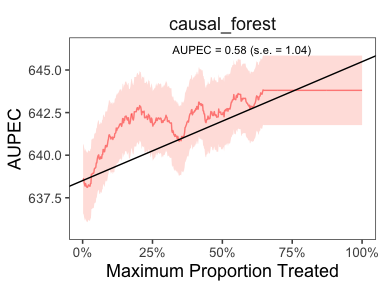 causal_forest
AUPEC = 0.58 (s.e. = 1.04)
AUPEC
645.0
642.5
640.0
637.5
0%
25%
50%
75%
100%
Maximum Proportion Treated